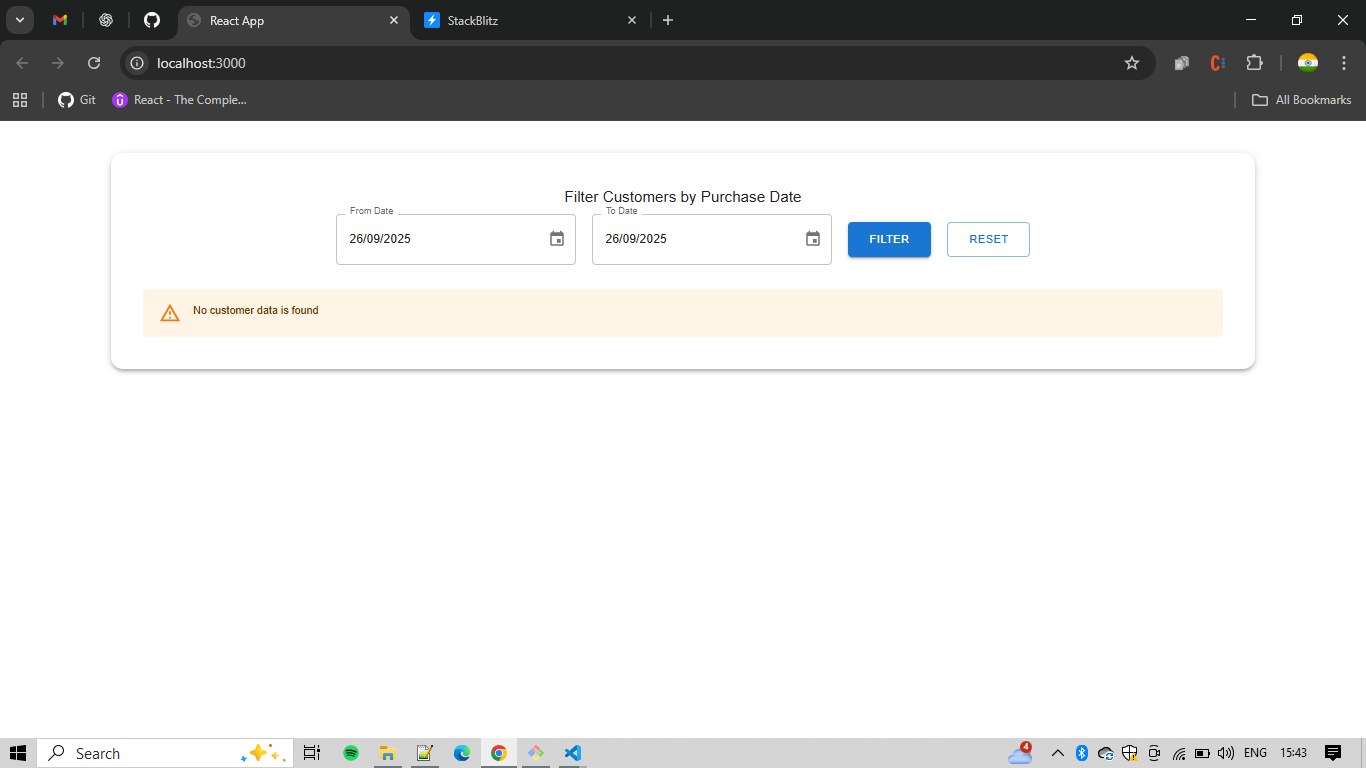 React App
StackBlitz
localhost:3000
Git
React - The Comple...
All Bookmarks
Filter Customers by Purchase Date
From Date
To Date
26/09/2025
26/09/2025
FILTER
RESET
No customer data is found
Search
4
ENG
15:43